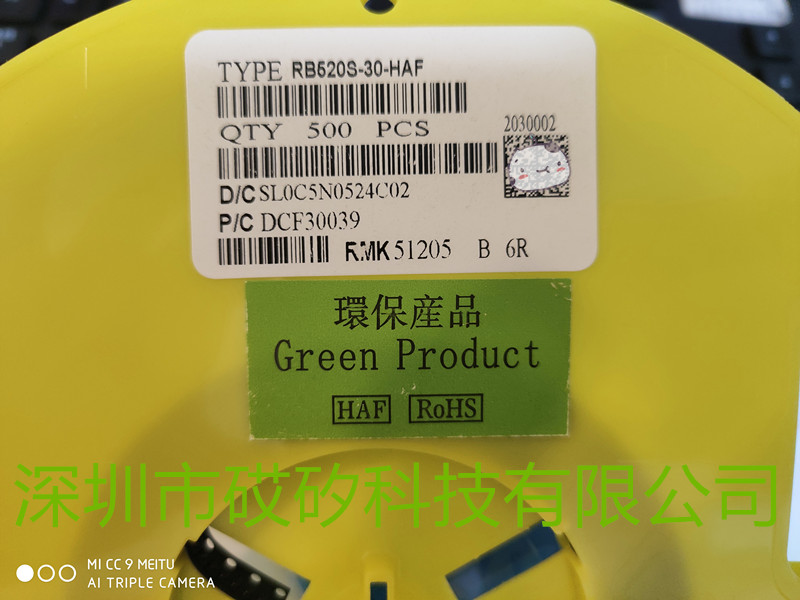 TYPE RB520S-30-HAF
QTY 500 PCS
2030002
D/C SL0C5N0524C02
P/C DCF30039
RMK 51205 B 6R
環保産品
Green Product
HAF RoHS
深圳市砹矽科技有限公司
MI CC 9 MEITU
AI TRIPLE CAMERA